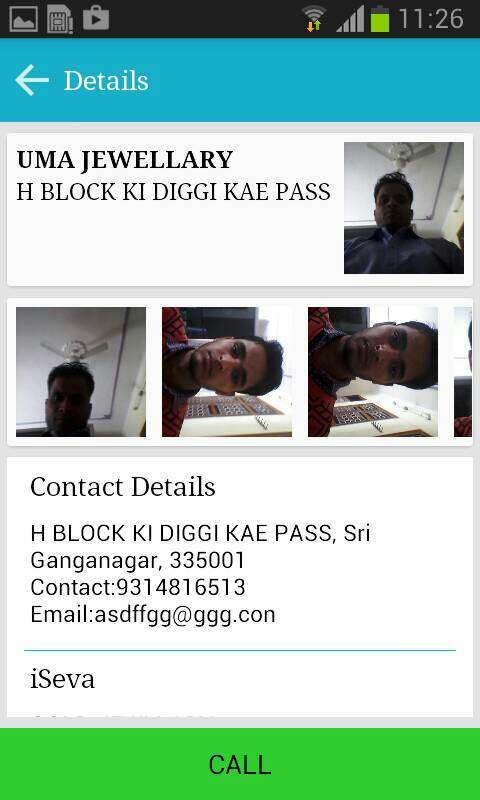 11:26
Details
UMA JEWELLARY
H BLOCK KI DIGGI KAE PASS
Contact Details
H BLOCK KI DIGGI KAE PASS, Sri
Ganganagar, 335001
Contact:9314816513
Email:asdffgg@ggg.con
iSeva
CALL